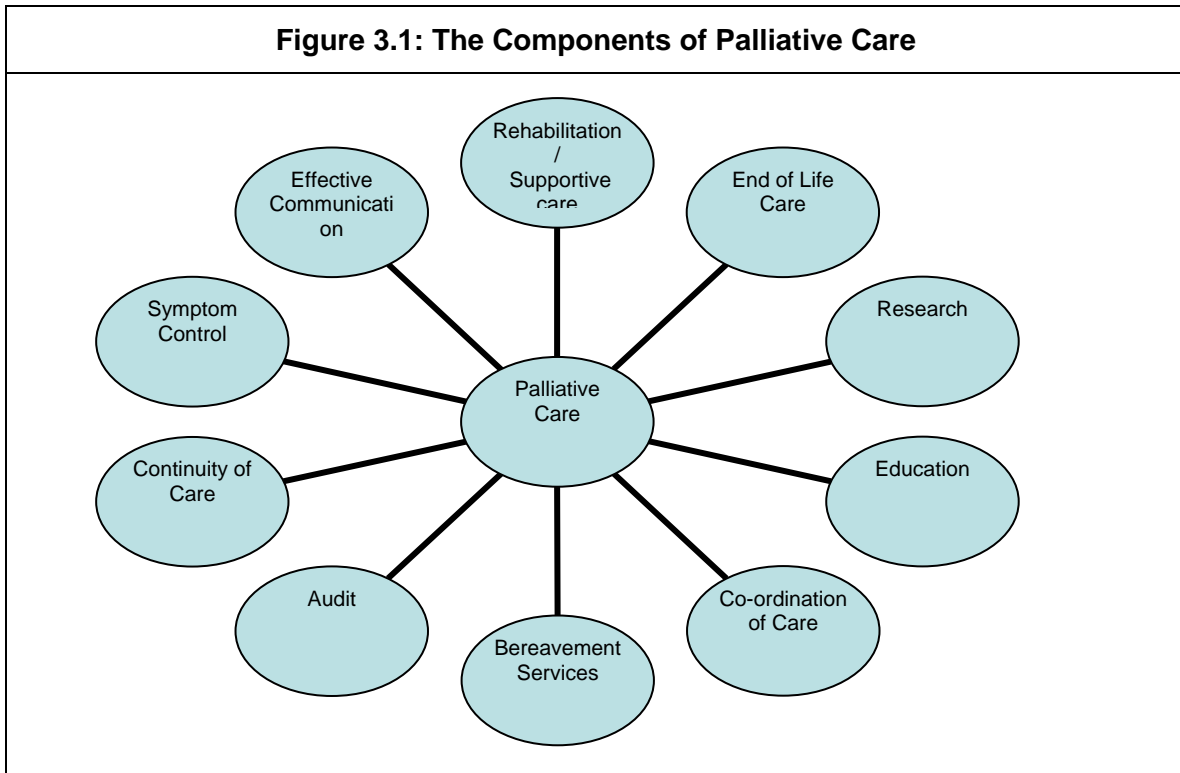 Figure 3.1: The Components of Palliative Care
Rehabilitation
/
Supportive
care
End of Life
Care
Effective
Communicati
on
Research
Symptom
Control
Palliative
Care
Education
Continuity of
Care
Co-ordination
of Care
Audit
Bereavement
Services